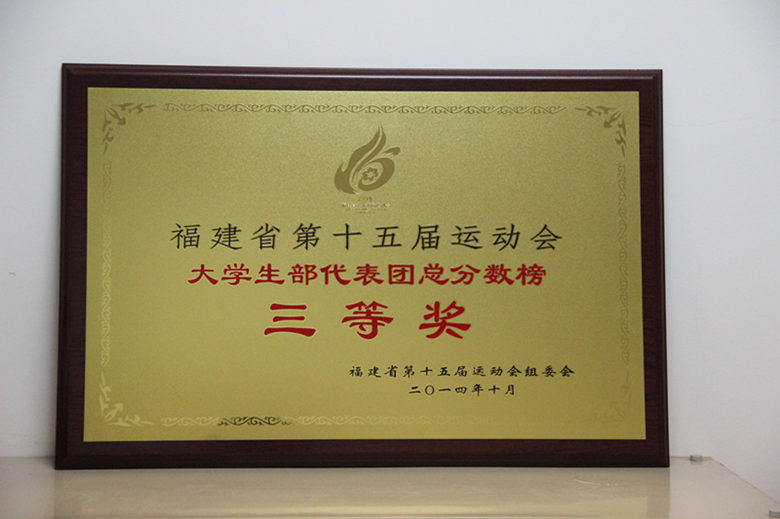 福建省第十五届运动会
大学生部代表团总分数榜
三等奖
福建省第十五届运动会组委会
二〇一四年十月